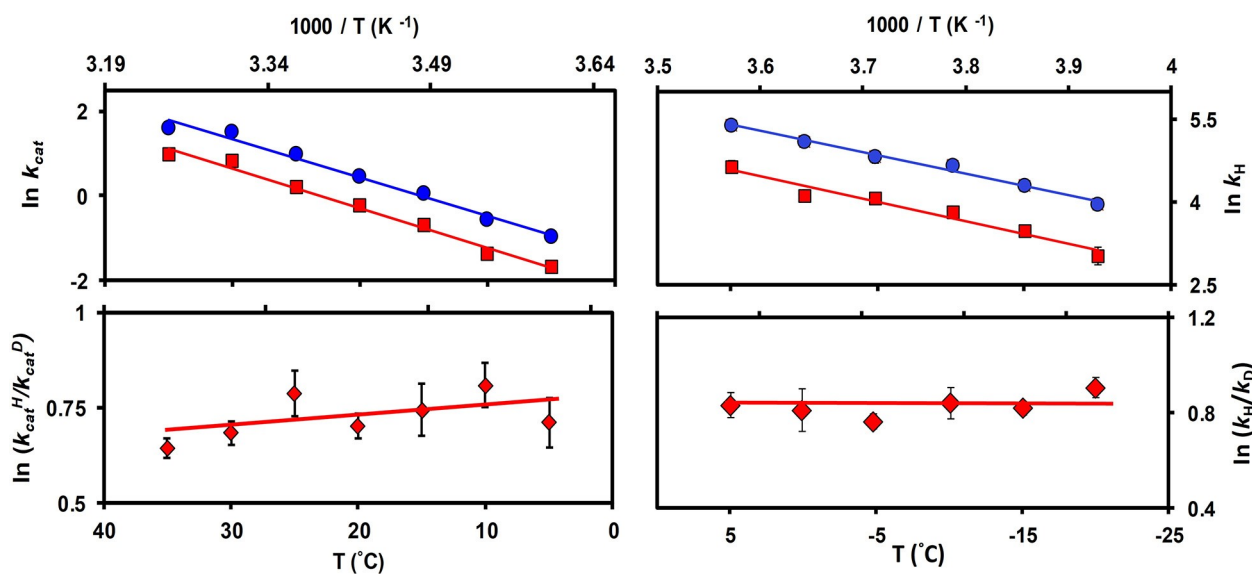 1000 / T (K -1)
3.19 3.34 3.49 3.64
2
0
-2
ln kcat
1
0.75
0.5
ln (kcatH/kcatD)
40 30 20 10 0
T (°C)
1000 / T (K -1)
3.5 3.6 3.7 3.8 3.9 4
5.5
4
2.5
ln kH
1.2
0.8
0.4
ln (kH/kD)
5 -5 -15 -25
T (°C)